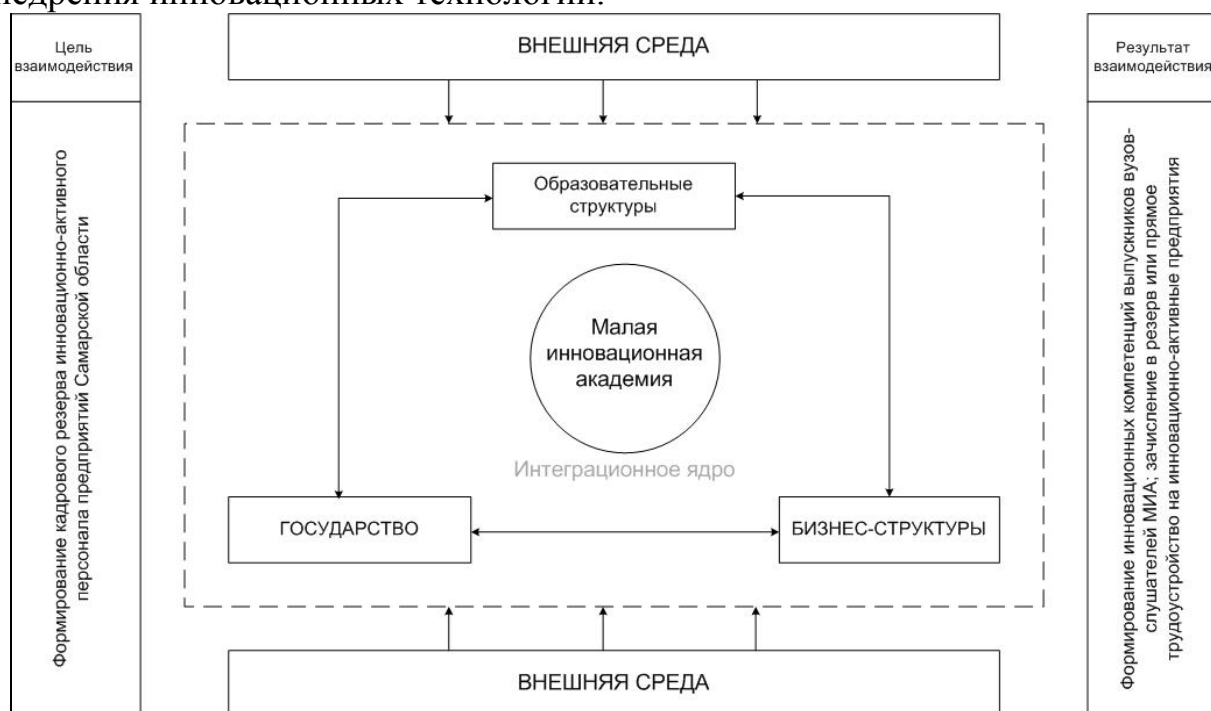 недрения инновационных технологий.
Цель
взаимодействия
Формирование кадрового резерва инновационно-активного
персонала предприятий Самарской области
ВНЕШНЯЯ СРЕДА
Образовательные
структуры
Малая
инновационная
академия
Интеграционное ядро
ГОСУДАРСТВО
БИЗНЕС-СТРУКТУРЫ
ВНЕШНЯЯ СРЕДА
Результат
взаимодействия
Формирование инновационных компетенций выпускников вузов-
слушателей МИА; зачисление в резерв или прямое
трудоустройство на инновационно-активные предприятия